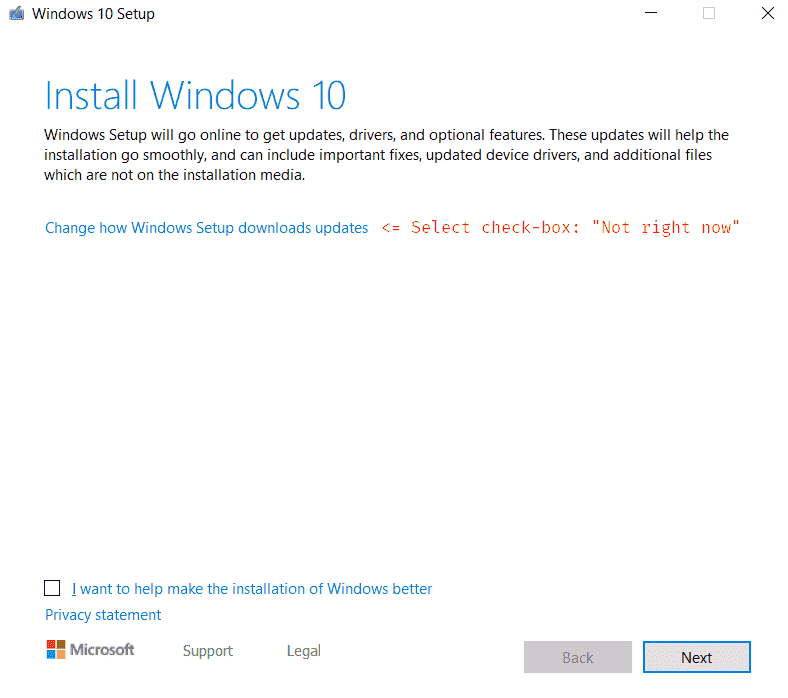 Windows 10 Setup
Install Windows 10
Windows Setup will go online to get updates, drivers, and optional features. These updates will help the
installation go smoothly, and can include important fixes, updated device drivers, and additional files
which are not on the installation media.
Change how Windows Setup downloads updates <= Select check-box: "Not right now"
I want to help make the installation of Windows better
Privacy statement
Microsoft Support Legal Back Next